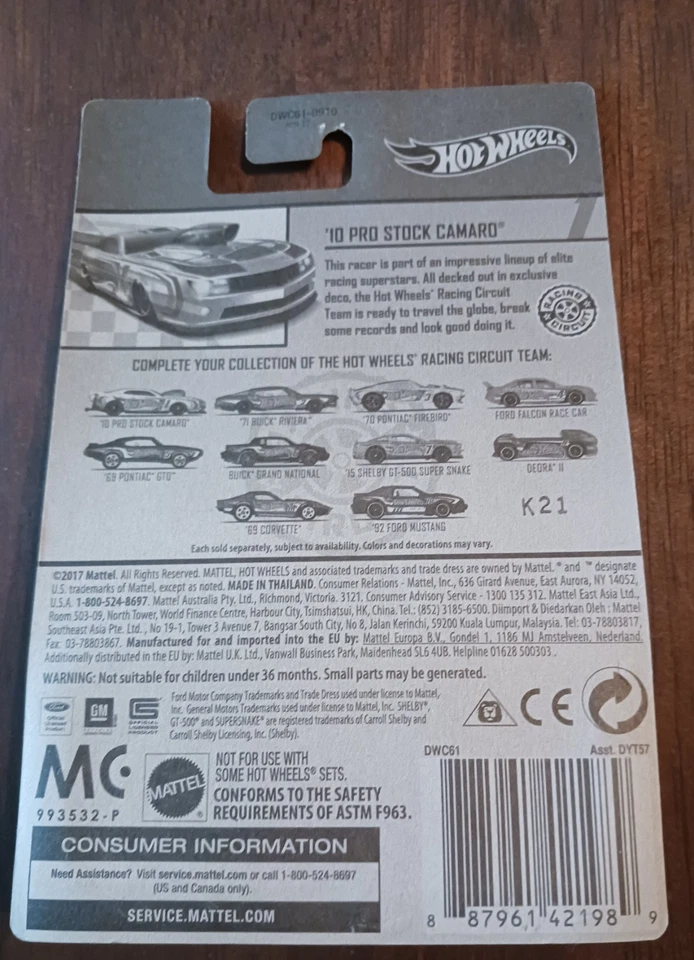 DWC61-0910
HOT WHEELS
1
'10 PRO STOCK CAMARO®
This racer is part of an impressive lineup of elite
racing superstars. All decked out in exclusive
deco, the Hot Wheels® Racing Circuit
Team is ready to travel the globe, break
some records and look good doing it.
RACING CIRCUIT
COMPLETE YOUR COLLECTION OF THE HOT WHEELS® RACING CIRCUIT TEAM:
'10 PRO STOCK CAMARO® '71 BUICK® RIVIERA® '70 PONTIAC® FIREBIRD® FORD FALCON RACE CAR
'69 PONTIAC® GTO® BUICK® GRAND NATIONAL '15 SHELBY GT-500 SUPER SNAKE® DEORA® II
'69 CORVETTE® '92 FORD MUSTANG K21
Each sold separately, subject to availability. Colors and decorations may vary.
©2017 Mattel. All Rights Reserved. MATTEL, HOT WHEELS and associated trademarks and trade dress are owned by Mattel. ® and ™ designate
U.S. trademarks of Mattel, except as noted. MADE IN THAILAND. Consumer Relations - Mattel, Inc., 636 Girard Avenue, East Aurora, NY 14052,
U.S.A. 1-800-524-8697. Mattel Australia Pty., Ltd., Richmond, Victoria. 3121. Consumer Advisory Service - 1300 135 312. Mattel East Asia Ltd.,
Room 503-09, North Tower, World Finance Centre, Harbour City, Tsimshatsui, HK, China. Tel.: (852) 3185-6500. Diimport & Diedarkan Oleh : Mattel
Southeast Asia Pte. Ltd. , No 19-1, Tower 3 Avenue 7, Bangsar South City, No 8, Jalan Kerinchi, 59200 Kuala Lumpur, Malaysia. Tel: 03-78803817,
Fax: 03-78803867. Manufactured for and imported into the EU by: Mattel Europa B.V., Gondel 1, 1186 MJ Amstelveen, Nederland.
Additionally distributed in the EU by: Mattel U.K. Ltd., Vanwall Business Park, Maidenhead SL6 4UB. Helpline 01628 500303 .
WARNING: Not suitable for children under 36 months. Small parts may be generated.
Ford
Official
Licensed
Product
GM
OFFICIAL
LICENSED
PRODUCT
Ford Motor Company Trademarks and Trade Dress used under license to Mattel,
Inc. General Motors Trademarks used under license to Mattel, Inc. SHELBY®,
GT-500® and SUPERSNAKE® are registered trademarks of Carroll Shelby and
Carroll Shelby Licensing, Inc. (Shelby).
CE
MC
993532-P
MATTEL®
NOT FOR USE WITH
SOME HOT WHEELS® SETS.
CONFORMS TO THE SAFETY
REQUIREMENTS OF ASTM F963.
DWC61 Asst. DYT57
8 87961 42198 9
CONSUMER INFORMATION
Need Assistance? Visit service.mattel.com or call 1-800-524-8697
(US and Canada only).
SERVICE.MATTEL.COM